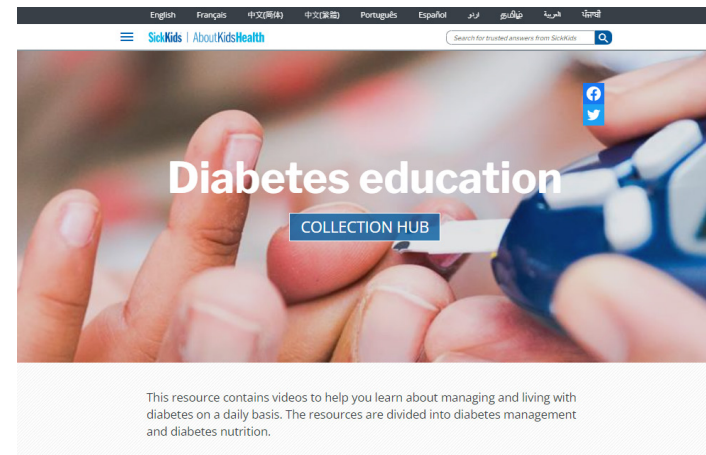 English Français 中文(简体) 中文(繁體) Português Español اردو தமிழ் العربية ਪੰਜਾਬੀ
SickKids | AboutKidsHealth
Search for trusted answers from SickKids
Diabetes education
COLLECTION HUB
This resource contains videos to help you learn about managing and living with
diabetes on a daily basis. The resources are divided into diabetes management
and diabetes nutrition.